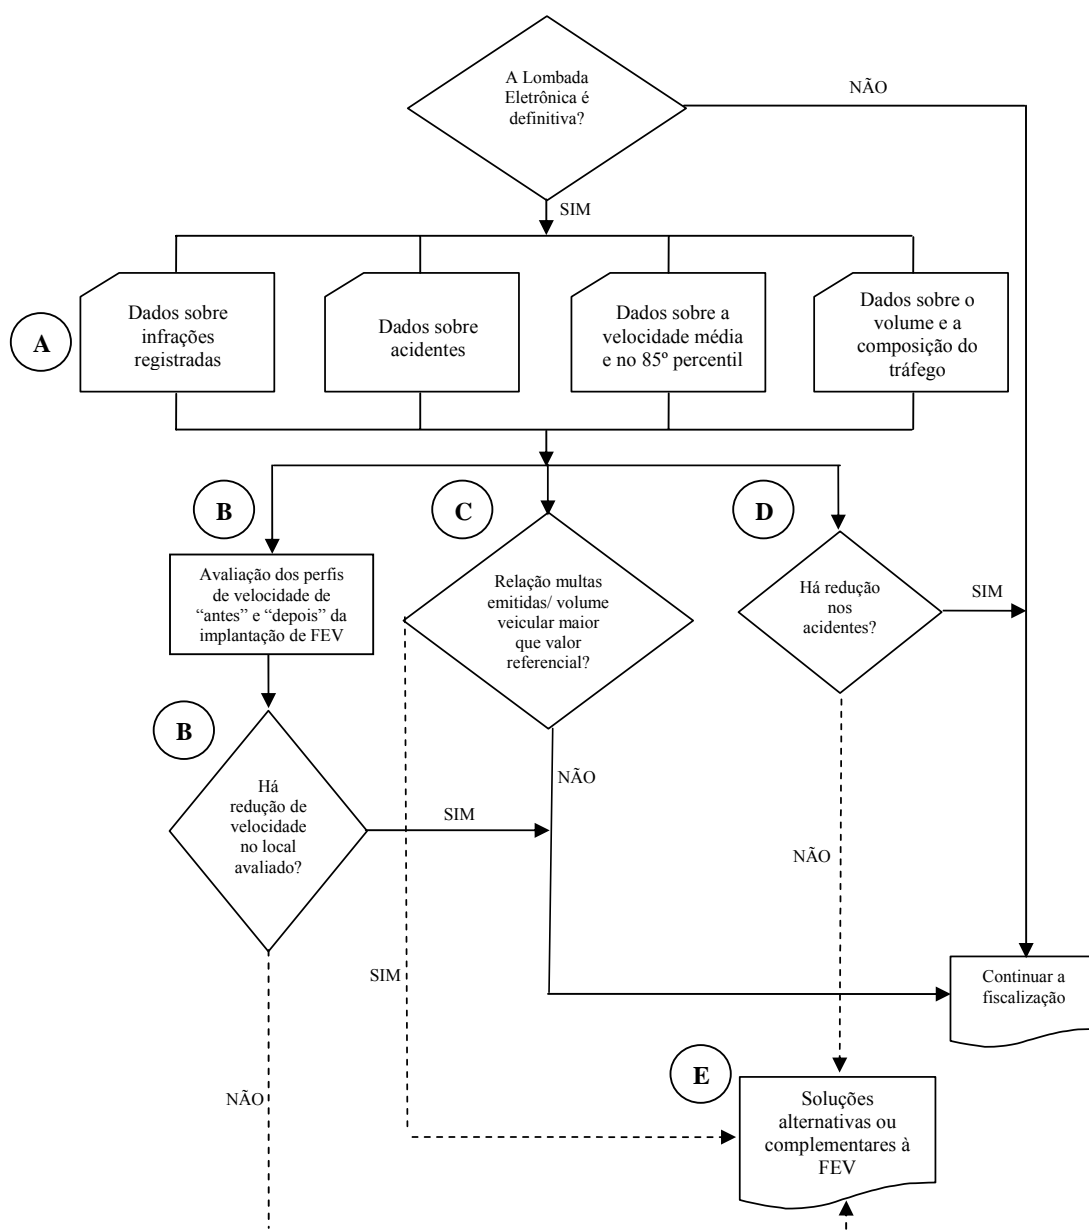 A Lombada
Eletrônica é
definitiva?
NÃO
SIM
A
Dados sobre
infrações
registradas
Dados sobre
acidentes
Dados sobre a
velocidade média
e no 85º percentil
Dados sobre o
volume e a
composição do
tráfego
B
C
D
Avaliação dos perfis
de velocidade de
“antes” e “depois” da
implantação de FEV
Relação multas
emitidas/ volume
veicular maior
que valor
referencial?
Há redução
nos
acidentes?
SIM
B
Há
redução de
velocidade
no local
avaliado?
SIM
NÃO
NÃO
SIM
Continuar a
fiscalização
E
NÃO
Soluções
alternativas ou
complementares à
FEV